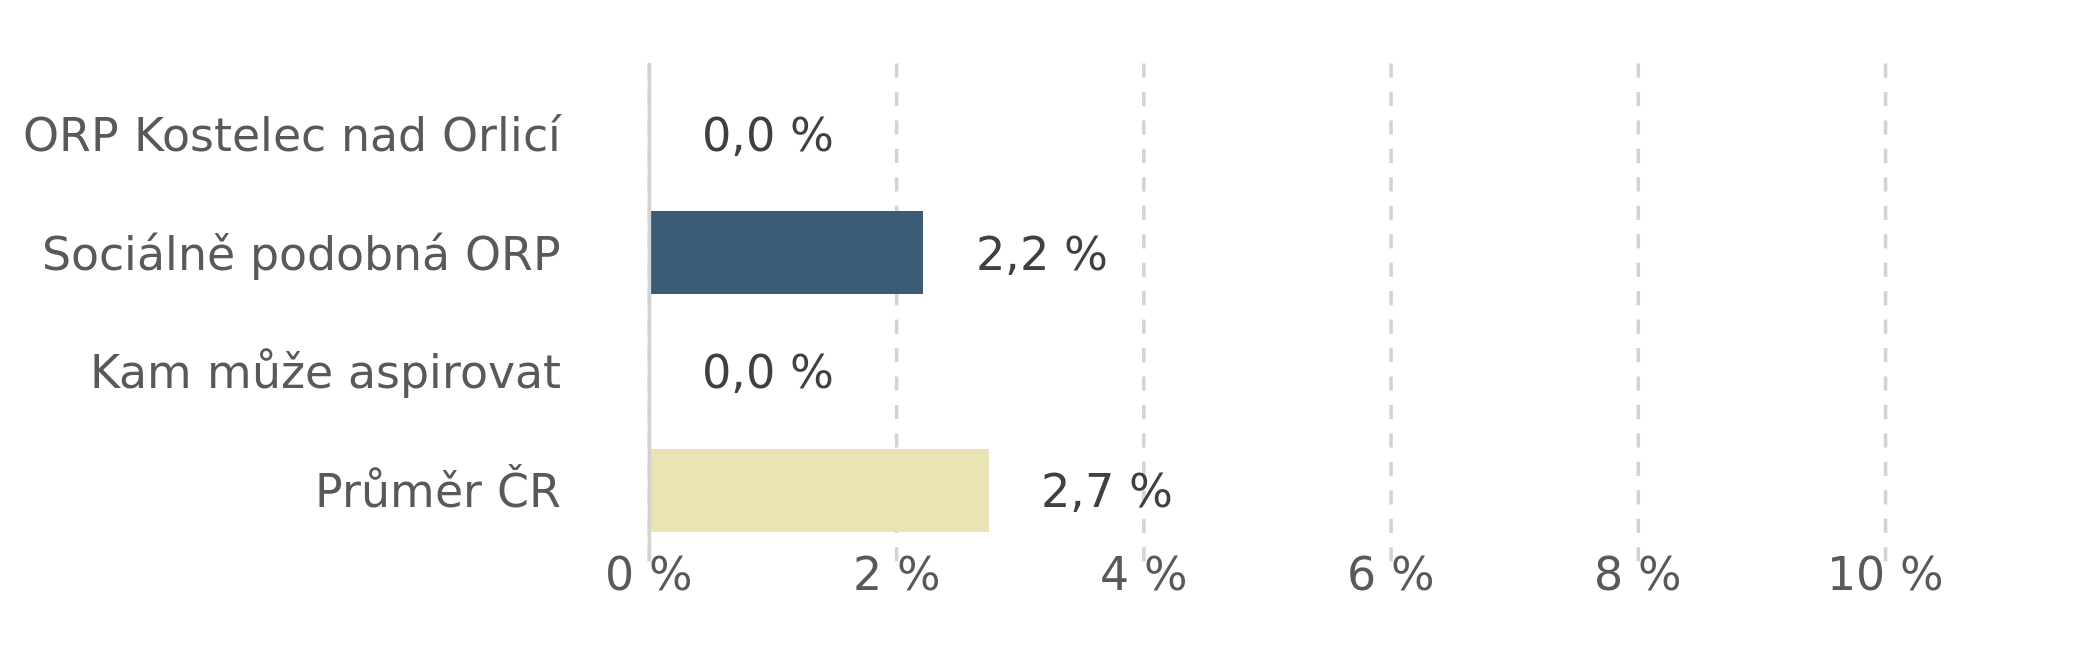 ORP Kostelec nad Orlicí 0,0 %
Sociálně podobná ORP 2,2 %
Kam může aspirovat 0,0 %
Průměr ČR 2,7 %
0 % 2 % 4 % 6 % 8 % 10 %